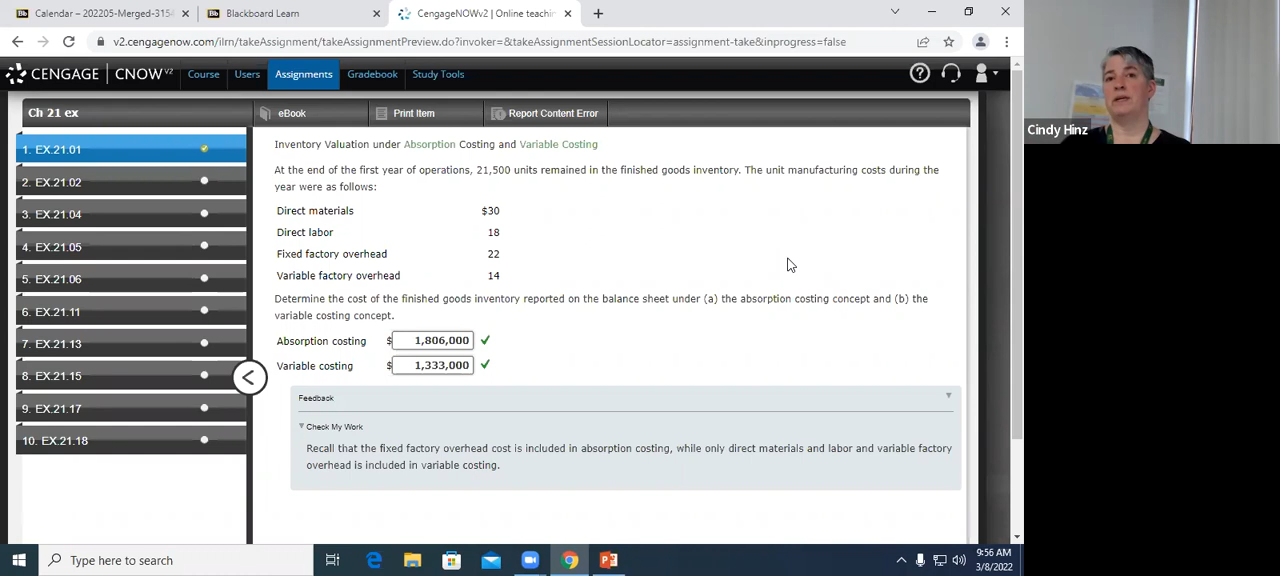 Calendar – 202205-Merged-315
Blackboard Learn
CengageNOWv2 | Online teachin
v2.cengagenow.com/ilrn/takeAssignment/takeAssignmentPreview.do?invoker=&takeAssignmentSessionLocator=assignment-take&inprogress=false
CENGAGE CNOWv2 Course Users Assignments Gradebook Study Tools
Ch 21 ex
eBook Print Item Report Content Error
1. EX.21.01
2. EX.21.02
3. EX.21.04
4. EX.21.05
5. EX.21.06
6. EX.21.11
7. EX.21.13
8. EX.21.15
9. EX.21.17
10. EX.21.18
Inventory Valuation under Absorption Costing and Variable Costing
At the end of the first year of operations, 21,500 units remained in the finished goods inventory. The unit manufacturing costs during the
year were as follows:
Direct materials $30
Direct labor 18
Fixed factory overhead 22
Variable factory overhead 14
Determine the cost of the finished goods inventory reported on the balance sheet under (a) the absorption costing concept and (b) the
variable costing concept.
Absorption costing $ 1,806,000
Variable costing $ 1,333,000
Feedback
Check My Work
Recall that the fixed factory overhead cost is included in absorption costing, while only direct materials and labor and variable factory
overhead is included in variable costing.
Cindy Hinz
Type here to search
9:56 AM
3/8/2022